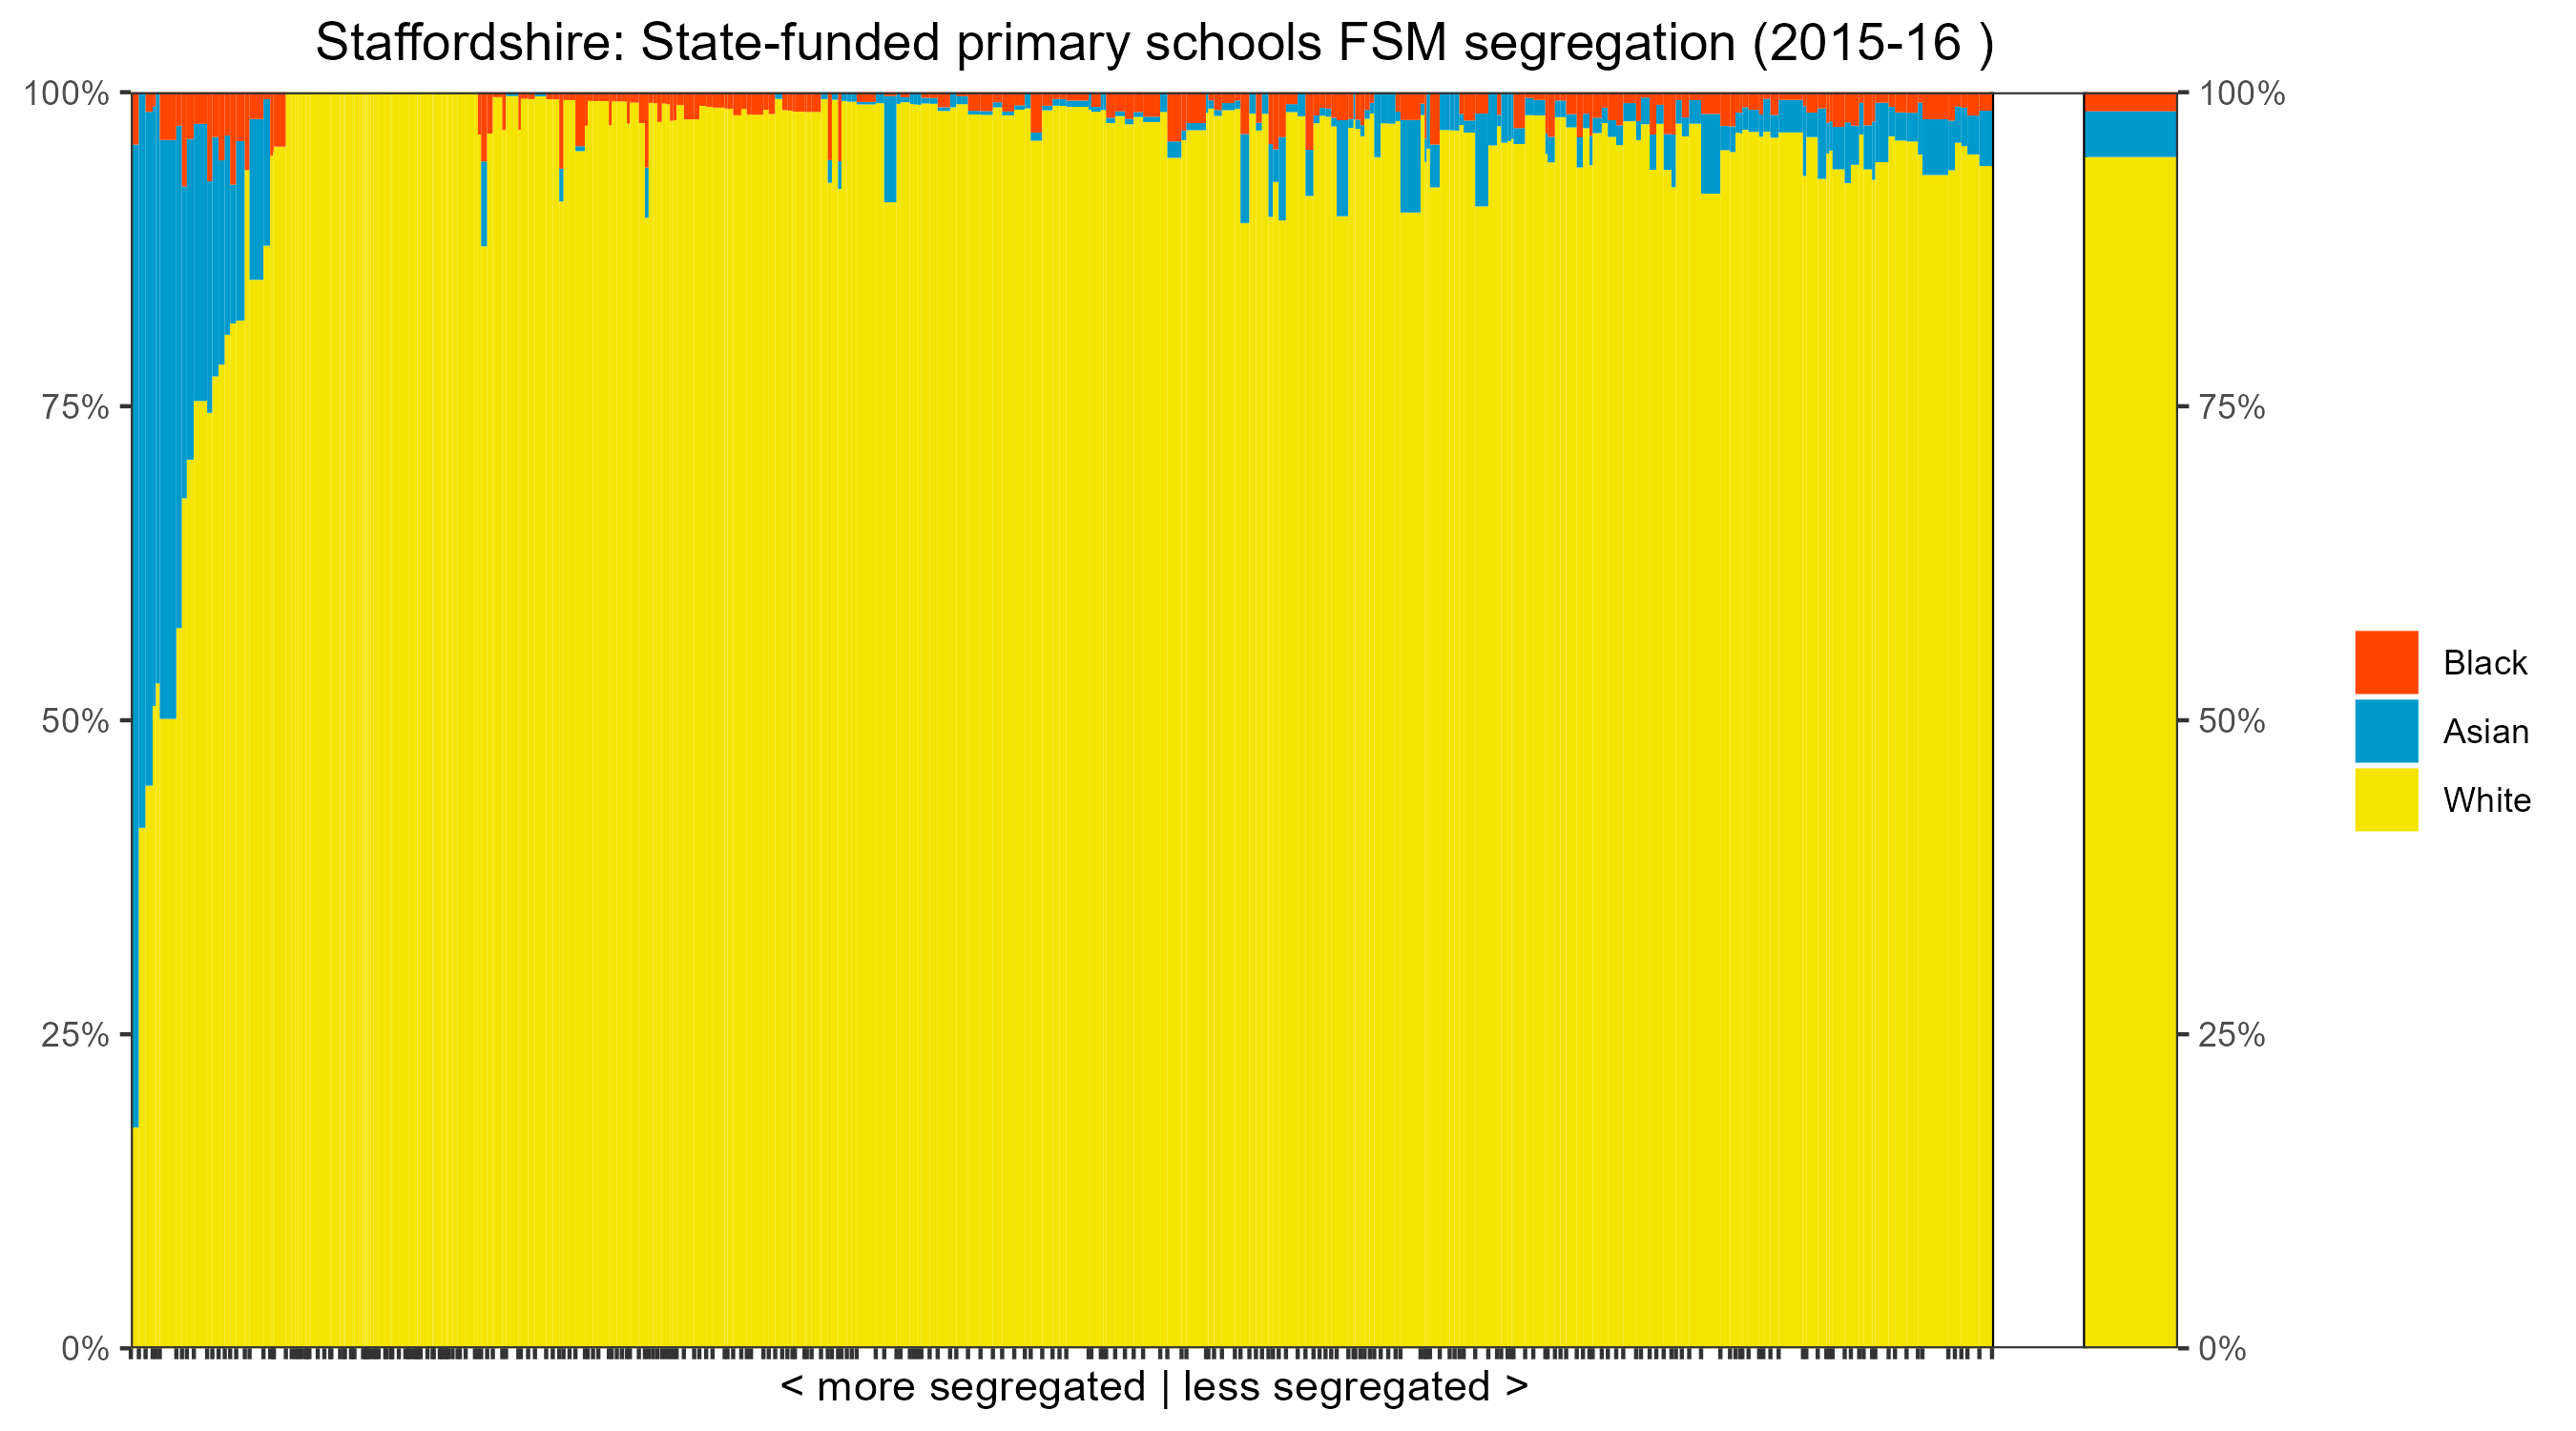 Staffordshire: State-funded primary schools FSM segregation (2015-16 )
100%
75%
50%
25%
0%
100%
75%
50%
25%
0%
Black
Asian
White
< more segregated | less segregated >